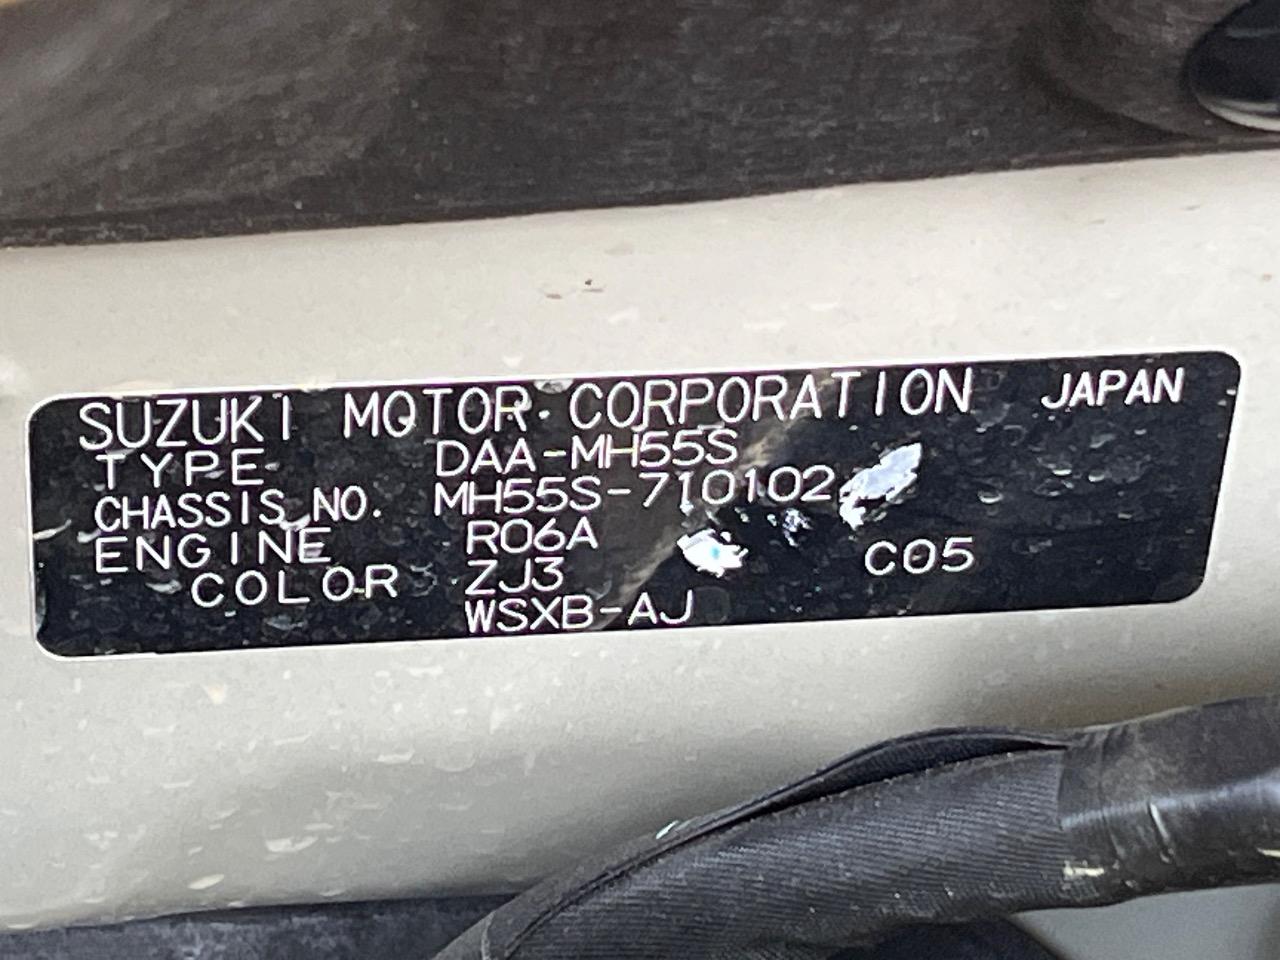 SUZUKI MOTOR CORPORATION JAPAN
TYPE DAA-MH55S
CHASSIS NO. MH55S-710102
ENGINE R06A
COLOR ZJ3 C05
WSXB-AJ